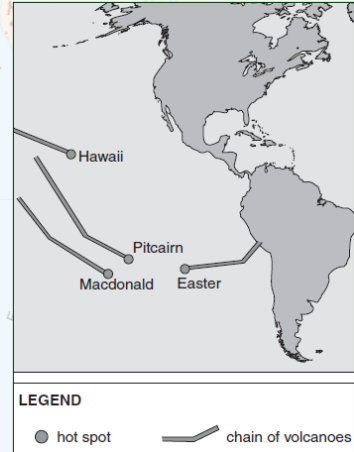 Hawaii
Pitcairn
Macdonald
Easter
LEGEND
hot spot
chain of volcanoes